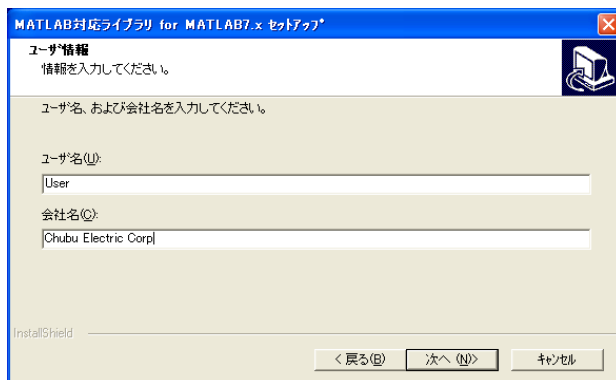 MATLAB対応ライブラリ for MATLAB7.x セットアップ
ユーザ情報
情報を入力してください。
ユーザ名、および会社名を入力してください。
ユーザ名(U):
User
会社名(C):
Chubu Electric Corp
InstallShield
< 戻る(B)
次へ (N)>
キャンセル